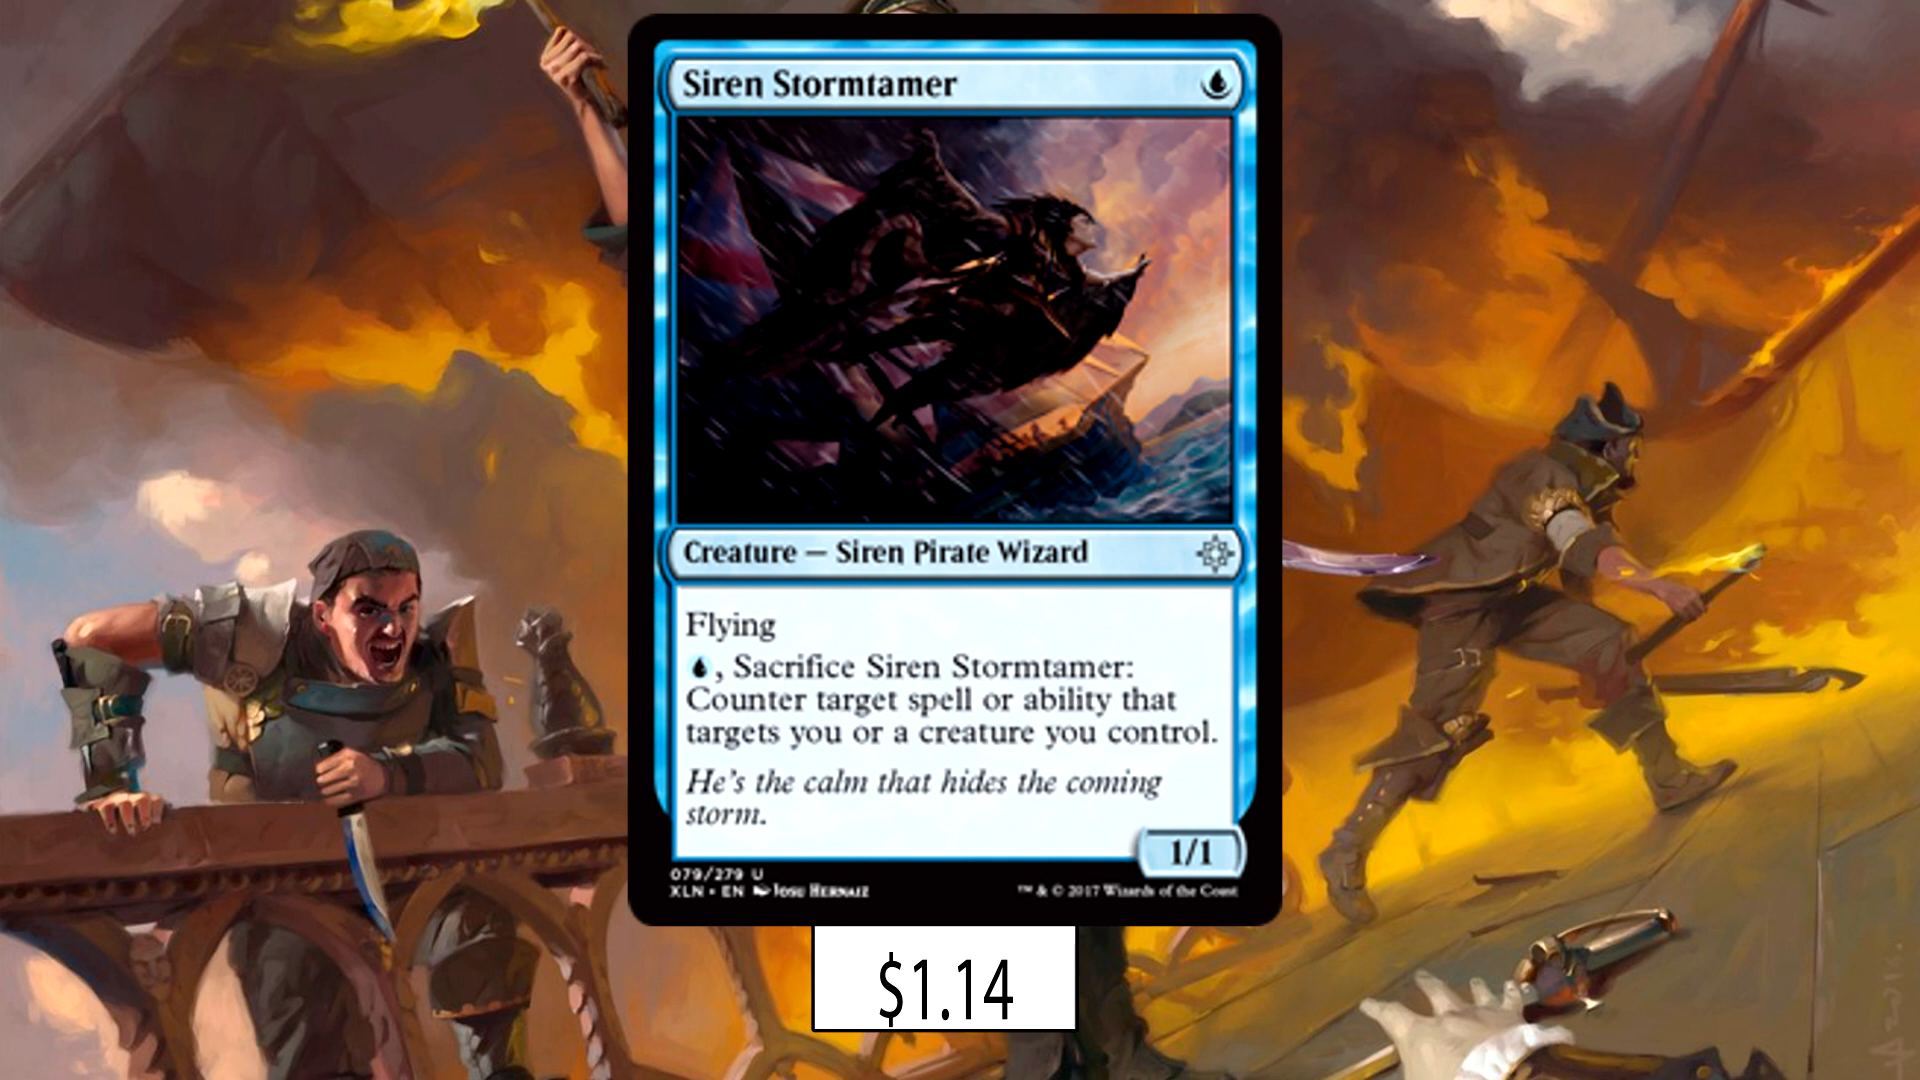 Siren Stormtamer
Creature — Siren Pirate Wizard
Flying
, Sacrifice Siren Stormtamer:
Counter target spell or ability that
targets you or a creature you control.
He's the calm that hides the coming
storm.
1/1
079/279 U
XLN • EN Iosu Hernaiz
™ & © 2017 Wizards of the Coast
$1.14